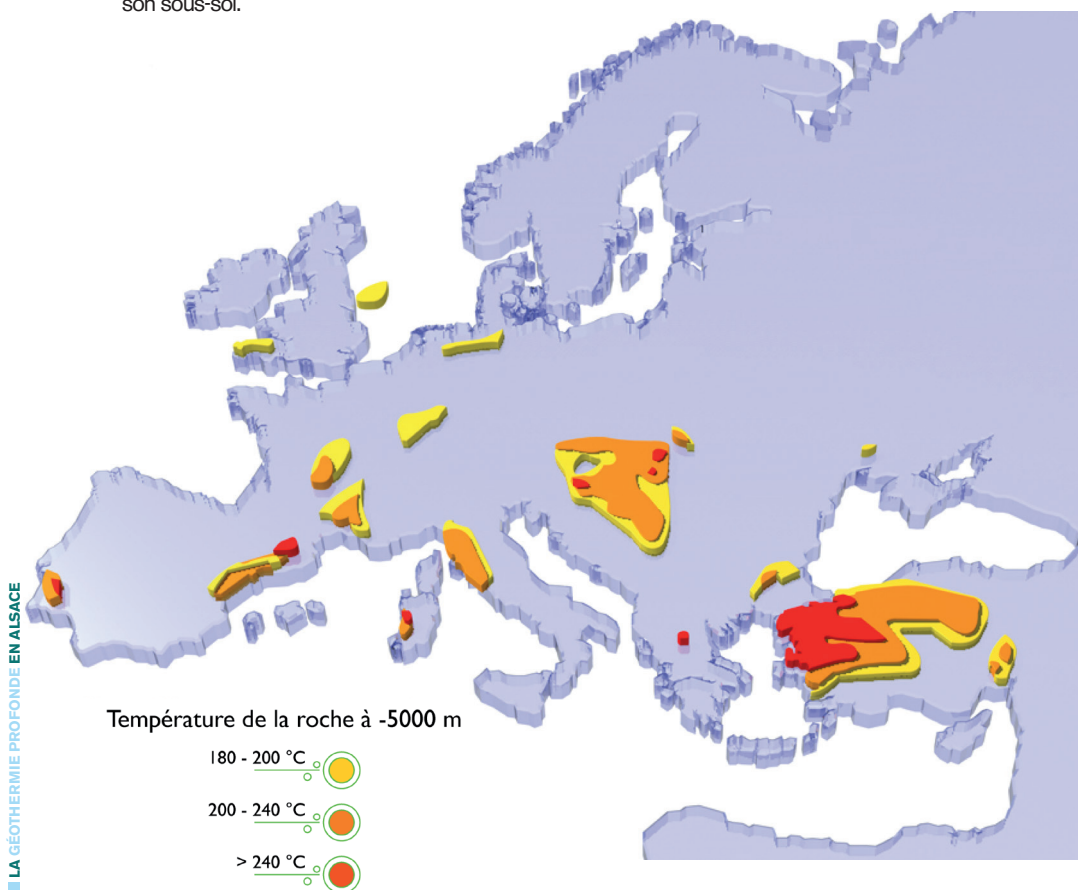 son sous-sol.
Température de la roche à -5000 m
180 - 200 °C
200 - 240 °C
> 240 °C
LA GÉOTHERMIE PROFONDE EN ALSACE